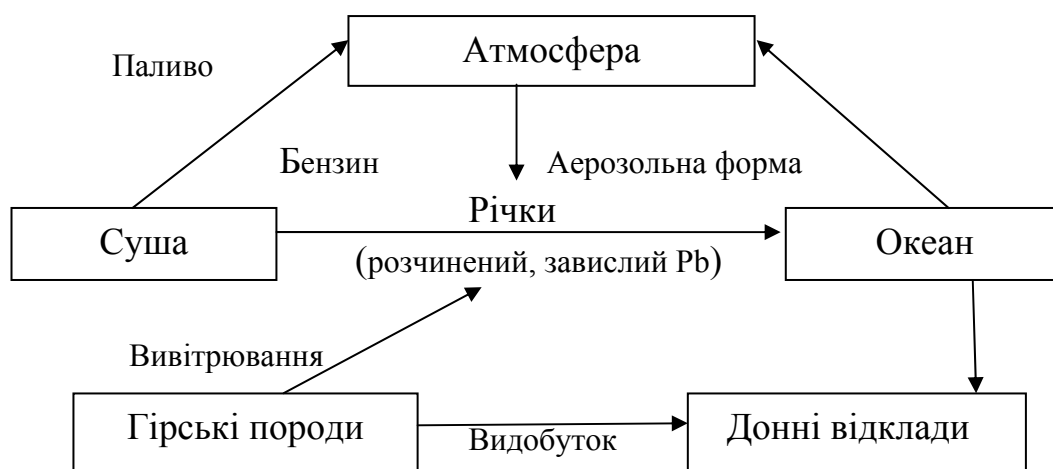 Атмосфера
Паливо
Бензин
Аерозольна форма
Річки
Суша
Океан
(розчинений, завислий Pb)
Вивітрювання
Гірські породи
Видобуток
Донні відклади